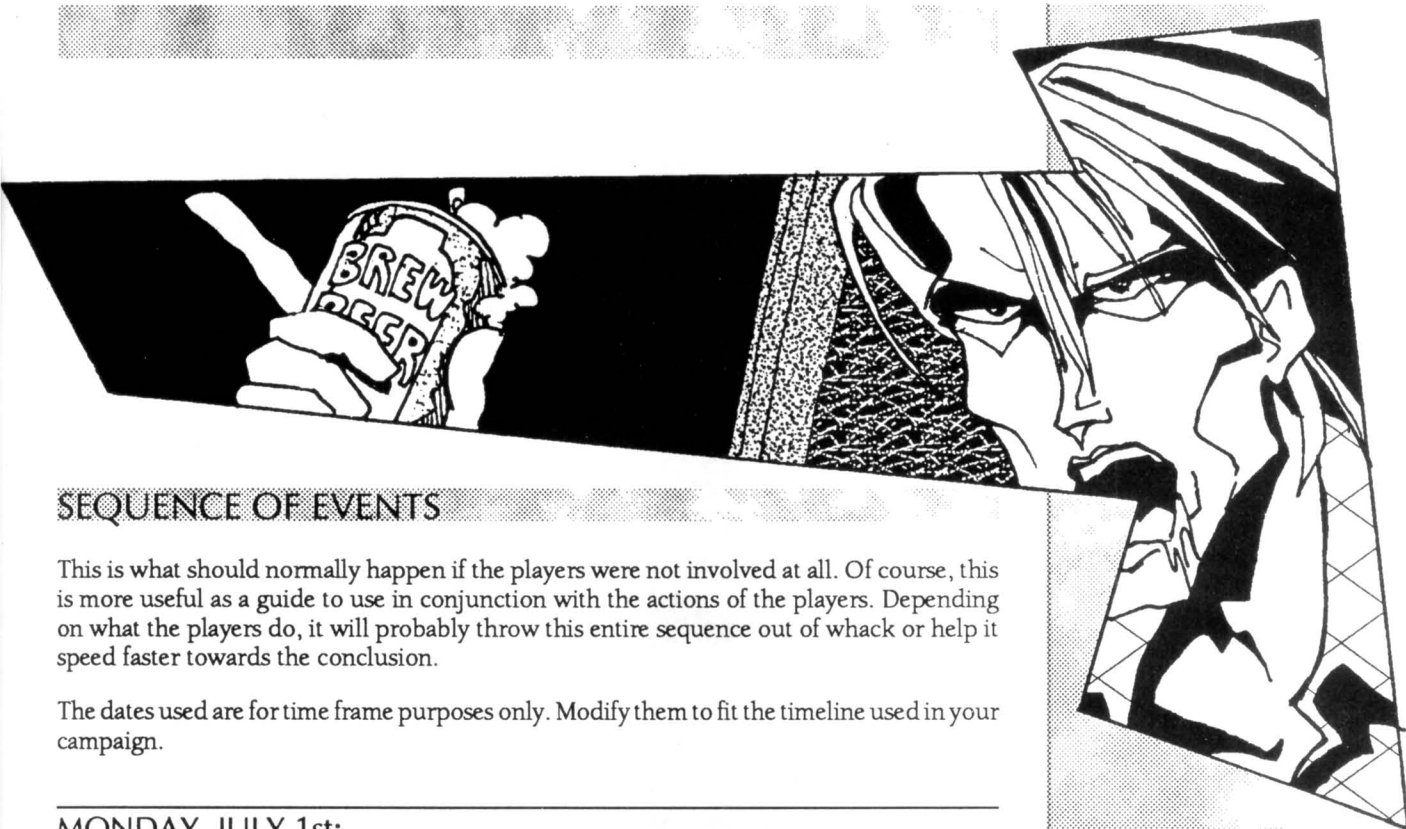 BREW
BEER
SEQUENCE OF EVENTS
This is what should normally happen if the players were not involved at all. Of course, this
is more useful as a guide to use in conjunction with the actions of the players. Depending
on what the players do, it will probably throw this entire sequence out of whack or help it
speed faster towards the conclusion.
The dates used are for time frame purposes only. Modify them to fit the timeline used in your
campaign.
MONDAY, JULY 1st: